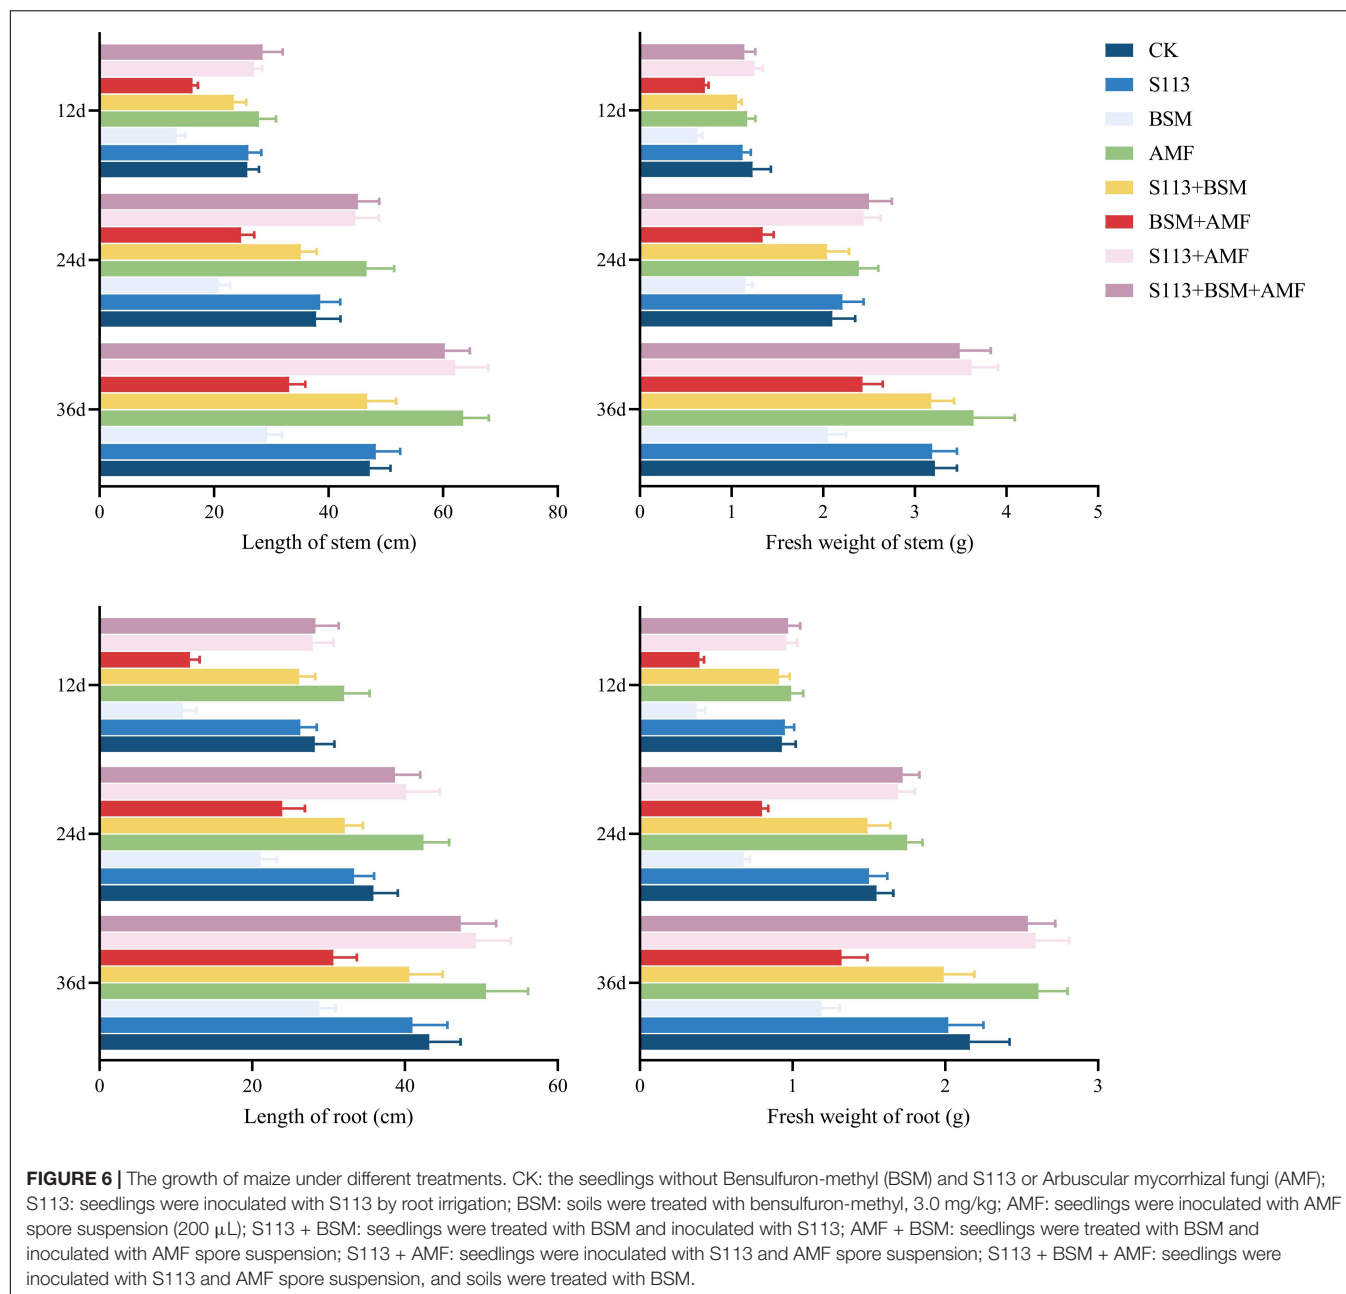 12d
24d
36d
0 20 40 60 80
Length of stem (cm)
12d
24d
36d
0 1 2 3 4 5
Fresh weight of stem (g)
CK
S113
BSM
AMF
S113+BSM
BSM+AMF
S113+AMF
S113+BSM+AMF
12d
24d
36d
0 20 40 60
Length of root (cm)
12d
24d
36d
0 1 2 3
Fresh weight of root (g)
FIGURE 6 | The growth of maize under different treatments. CK: the seedlings without Bensulfuron-methyl (BSM) and S113 or Arbuscular mycorrhizal fungi (AMF);
S113: seedlings were inoculated with S113 by root irrigation; BSM: soils were treated with bensulfuron-methyl, 3.0 mg/kg; AMF: seedlings were inoculated with AMF
spore suspension (200 μL); S113 + BSM: seedlings were treated with BSM and inoculated with S113; AMF + BSM: seedlings were treated with BSM and
inoculated with AMF spore suspension; S113 + AMF: seedlings were inoculated with S113 and AMF spore suspension; S113 + BSM + AMF: seedlings were
inoculated with S113 and AMF spore suspension, and soils were treated with BSM.